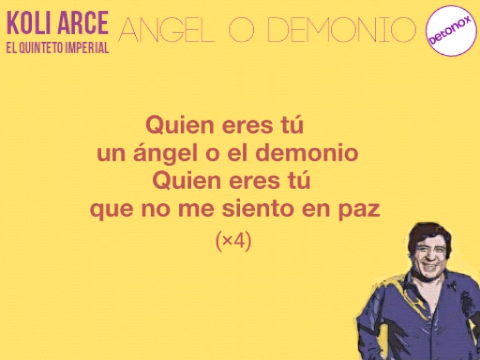 KOLI ARCE
EL QUINTETO IMPERIAL
ANGEL O DEMONIO
Detonox
Quien eres tú
un ángel o el demonio
Quien eres tú
que no me siento en paz
(×4)